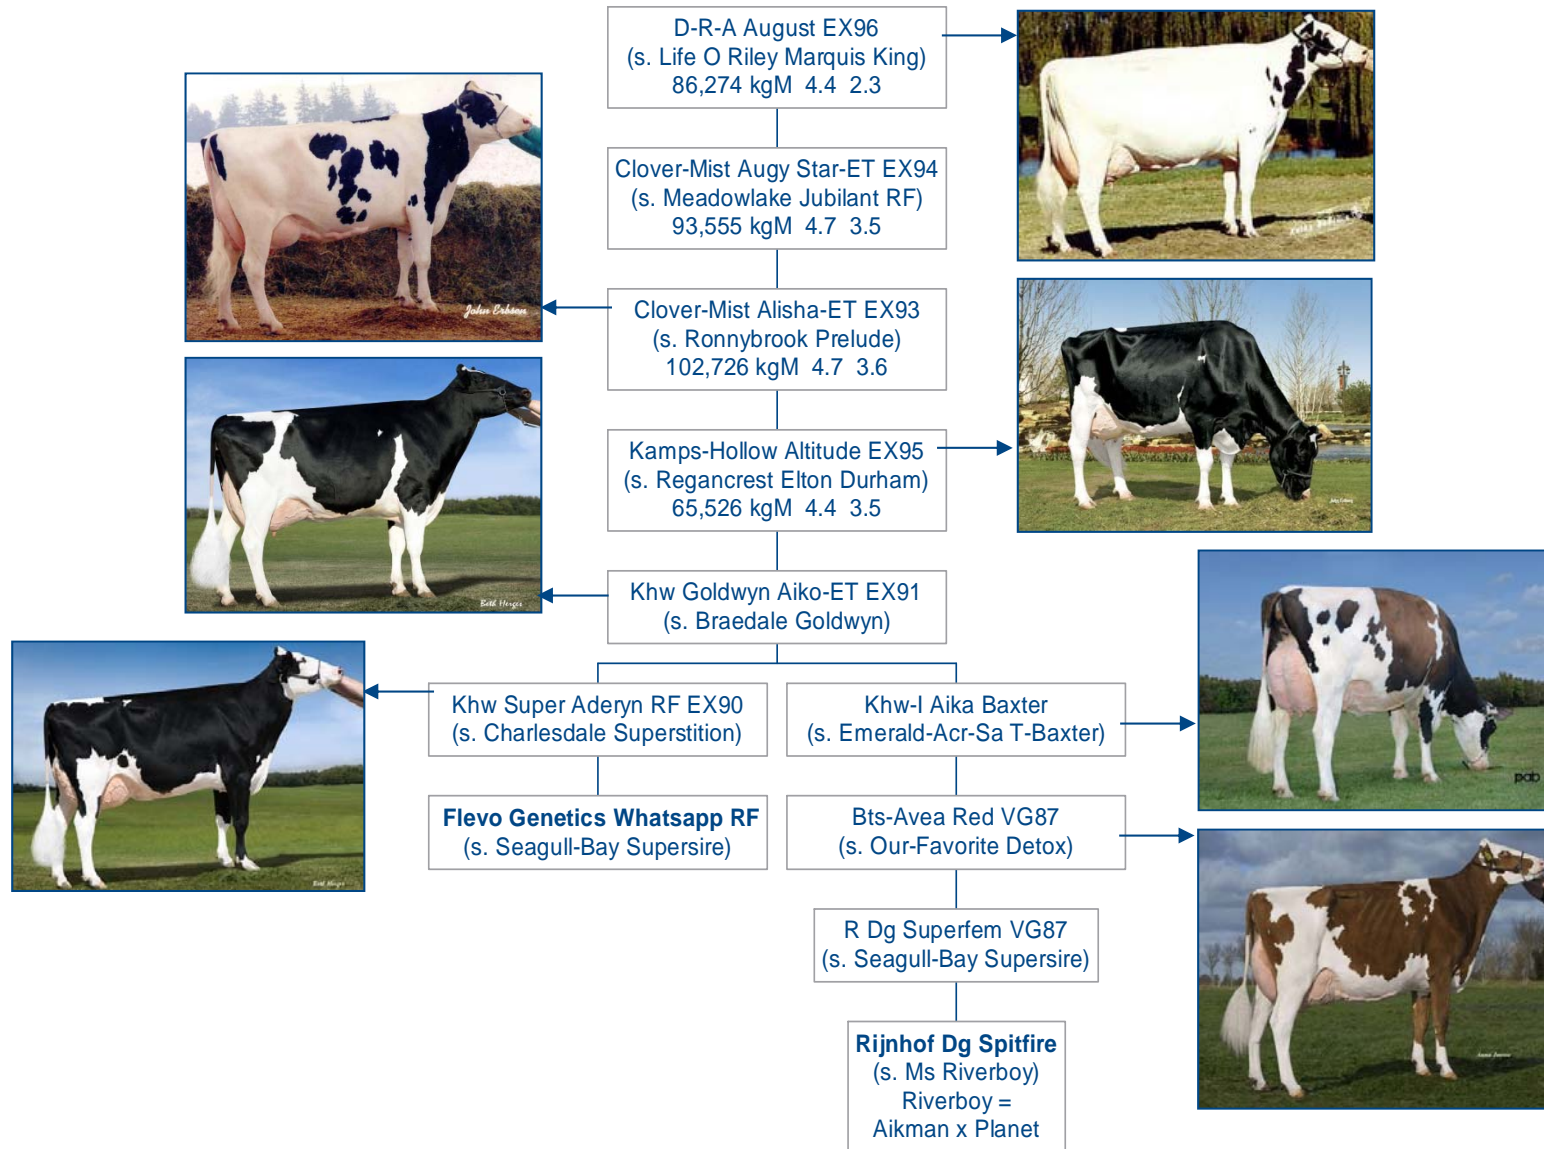 D-R-A August EX96
(s. Life O Riley Marquis King)
86,274 kgM 4.4 2.3
Clover-Mist Augy Star-ET EX94
(s. Meadowlake Jubilant RF)
93,555 kgM 4.7 3.5
John Erbsen
Clover-Mist Alisha-ET EX93
(s. Ronnybrook Prelude)
102,726 kgM 4.7 3.6
Kamps-Hollow Altitude EX95
(s. Regancrest Elton Durham)
65,526 kgM 4.4 3.5
Khw Goldwyn Aiko-ET EX91
(s. Braedale Goldwyn)
Beth Herges
Khw Super Aderyn RF EX90
(s. Charlesdale Superstition)
Khw-I Aika Baxter
(s. Emerald-Acr-Sa T-Baxter)
pab
Flevo Genetics Whatsapp RF
(s. Seagull-Bay Supersire)
Bts-Avea Red VG87
(s. Our-Favorite Detox)
Beth Herges
R Dg Superfem VG87
(s. Seagull-Bay Supersire)
Rijnhof Dg Spitfire
(s. Ms Riverboy)
Riverboy =
Aikman x Planet